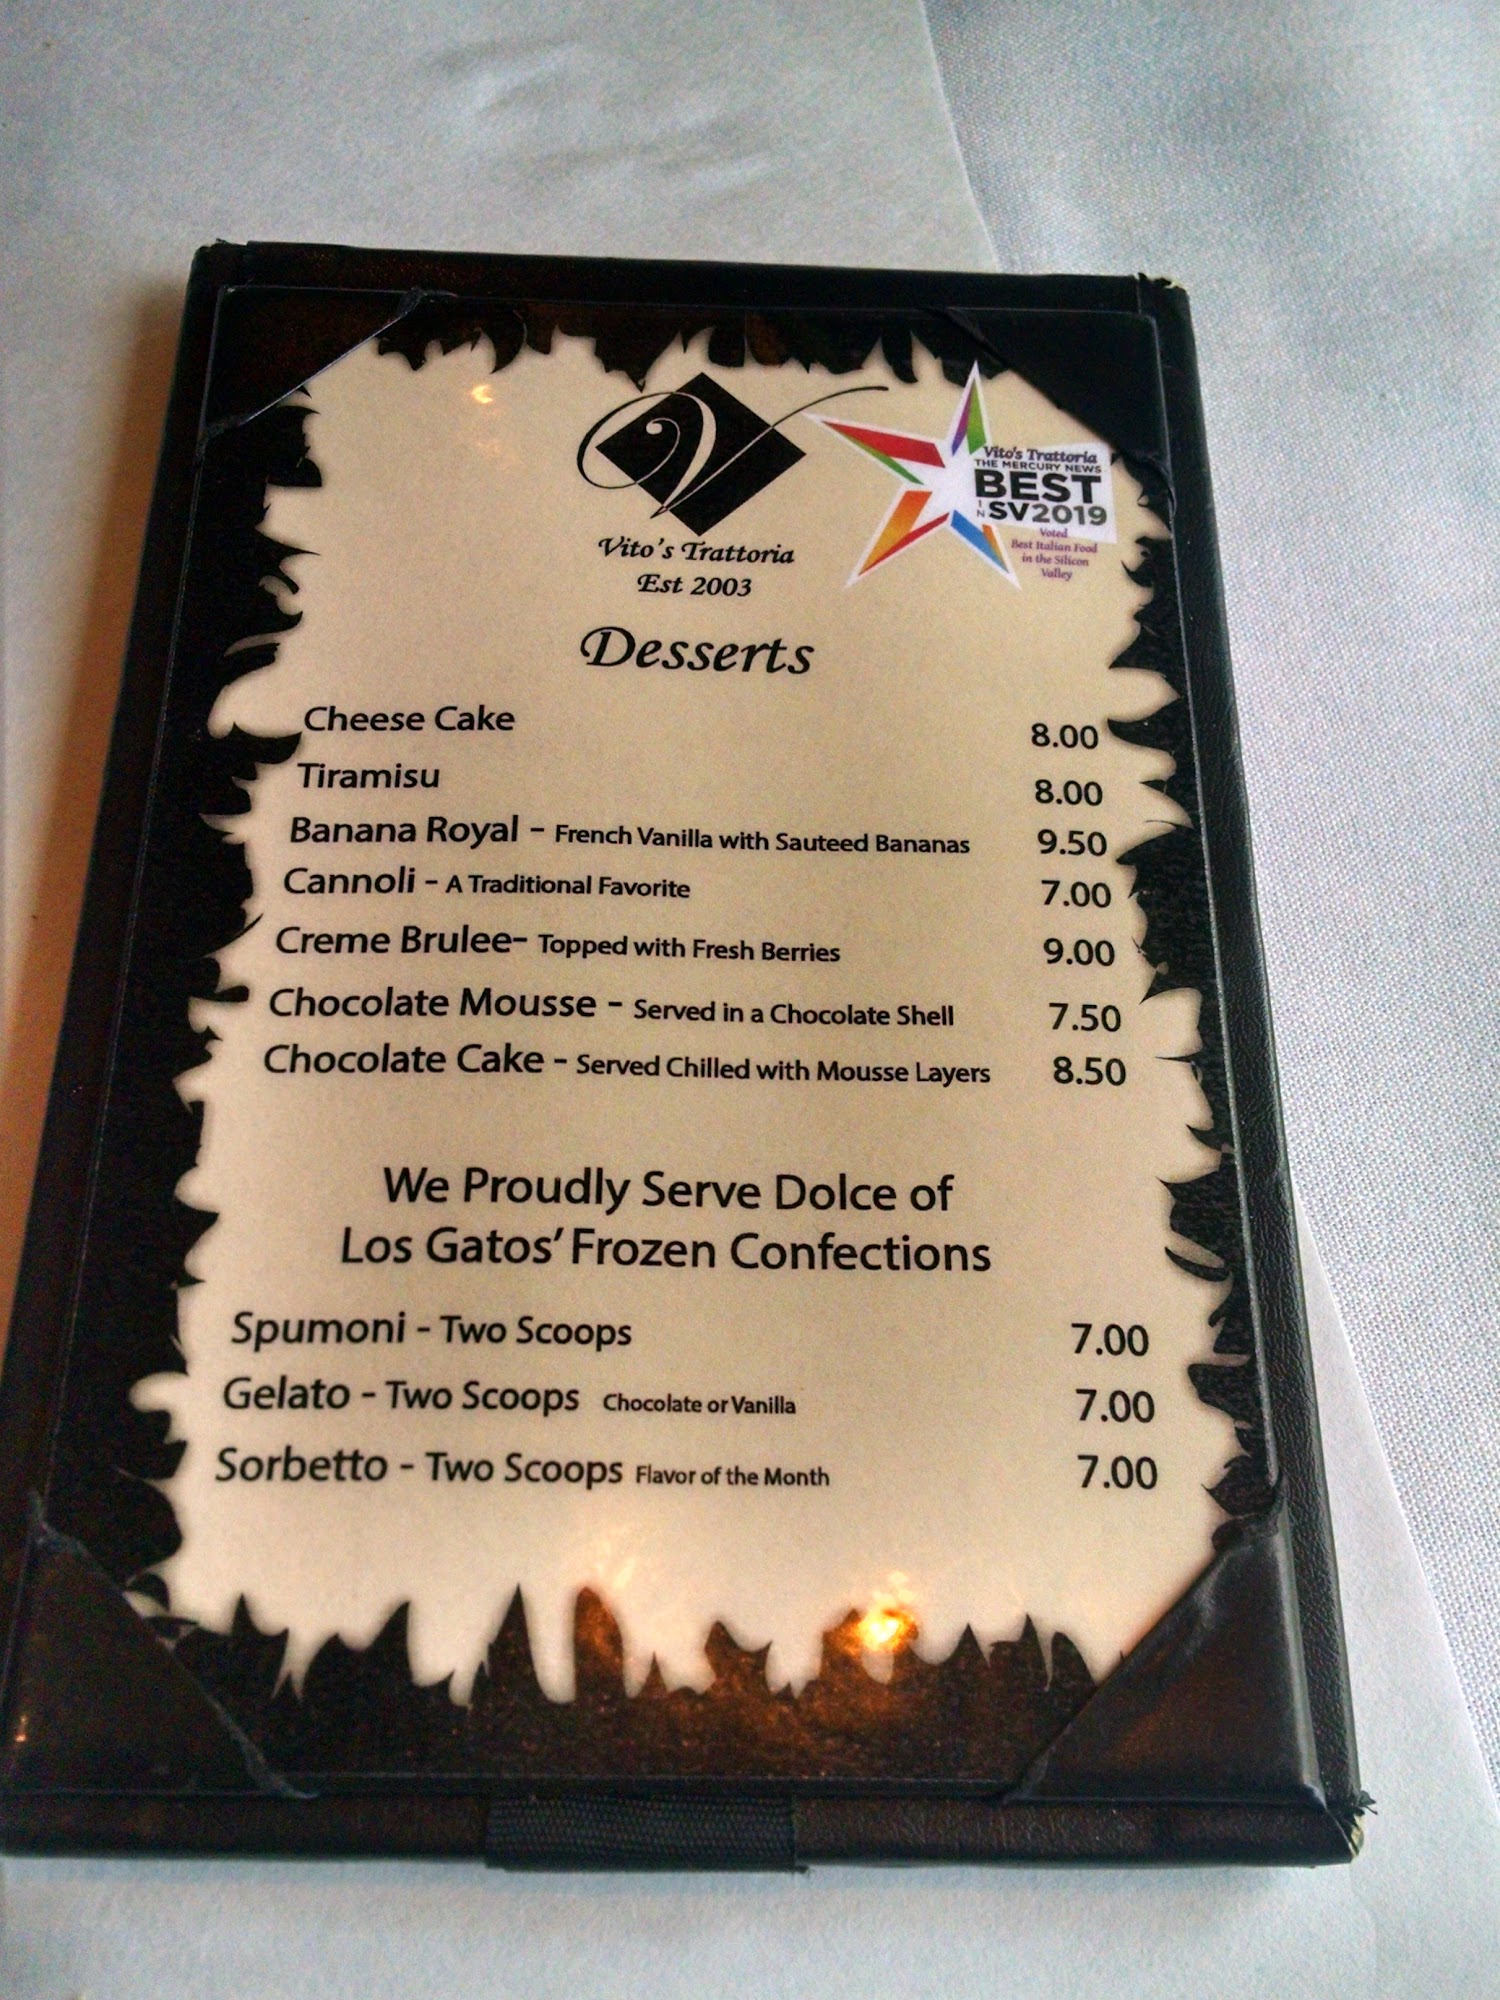 V
Vito's Trattoria
Est 2003
Vito's Trattoria
THE MERCURY NEWS
BEST
IN SV2019
Voted
Best Italian Food
in the Silicon
Valley
Desserts
Cheese Cake 8.00
Tiramisu 8.00
Banana Royal - French Vanilla with Sauteed Bananas 9.50
Cannoli - A Traditional Favorite 7.00
Creme Brulee- Topped with Fresh Berries 9.00
Chocolate Mousse - Served in a Chocolate Shell 7.50
Chocolate Cake - Served Chilled with Mousse Layers 8.50
We Proudly Serve Dolce of
Los Gatos' Frozen Confections
Spumoni - Two Scoops 7.00
Gelato - Two Scoops Chocolate or Vanilla 7.00
Sorbetto - Two Scoops Flavor of the Month 7.00